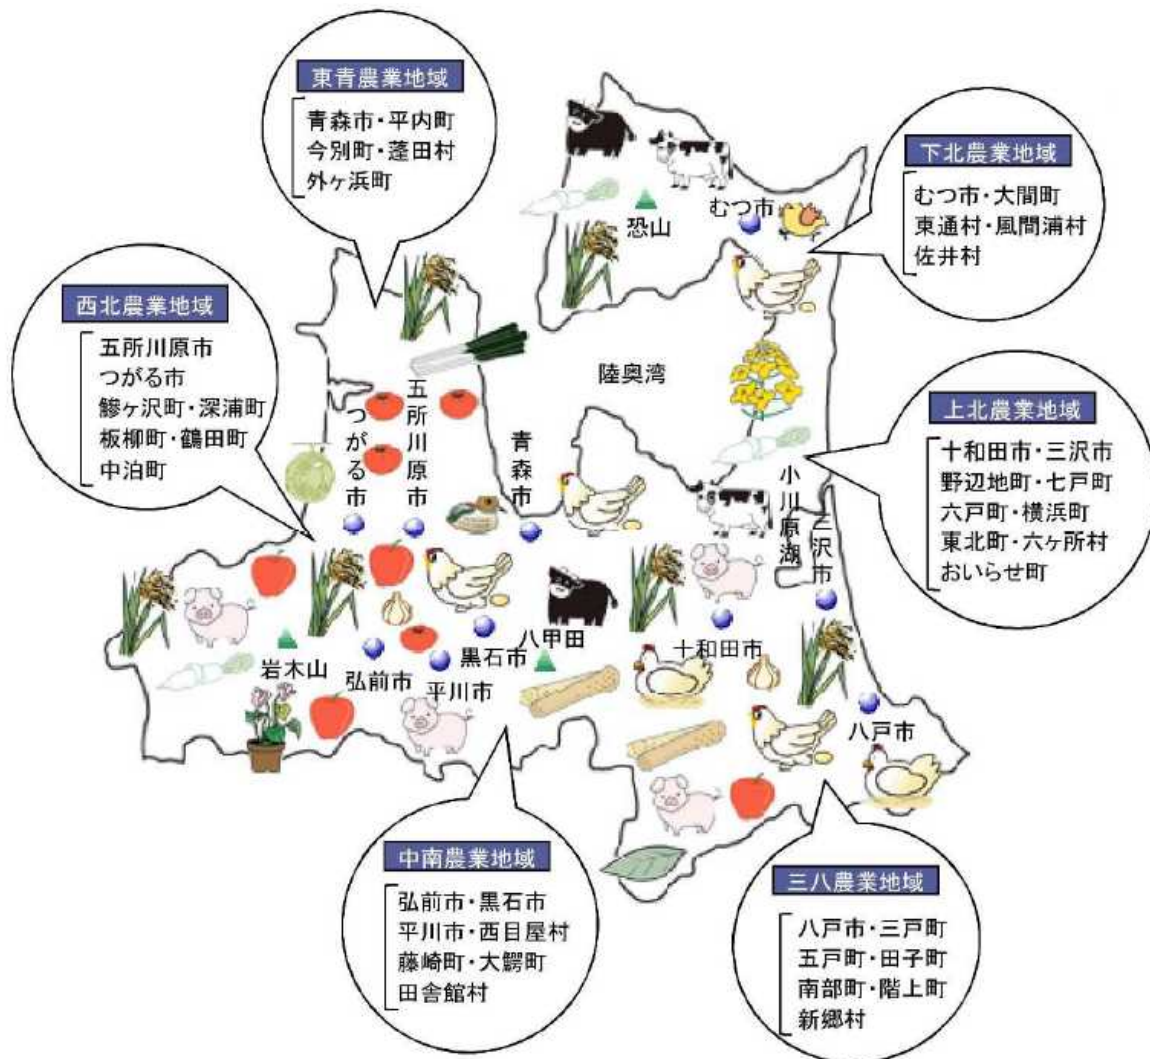 東青農業地域
青森市・平内町
今別町・蓬田村
外ヶ浜町
下北農業地域
むつ市・大間町
東通村・風間浦村
佐井村
西北農業地域
五所川原市
つがる市
鰺ヶ沢町・深浦町
板柳町・鶴田町
中泊町
上北農業地域
十和田市・三沢市
野辺地町・七戸町
六戸町・横浜町
東北町・六ヶ所村
おいらせ町
恐山
むつ市
陸奥湾
つがる市
五所川原市
青森市
小川原湖
三沢市
岩木山
弘前市
平川市
黒石市
八甲田
十和田市
八戸市
中南農業地域
弘前市・黒石市
平川市・西目屋村
藤崎町・大鰐町
田舎館村
三八農業地域
八戸市・三戸町
五戸町・田子町
南部町・階上町
新郷村